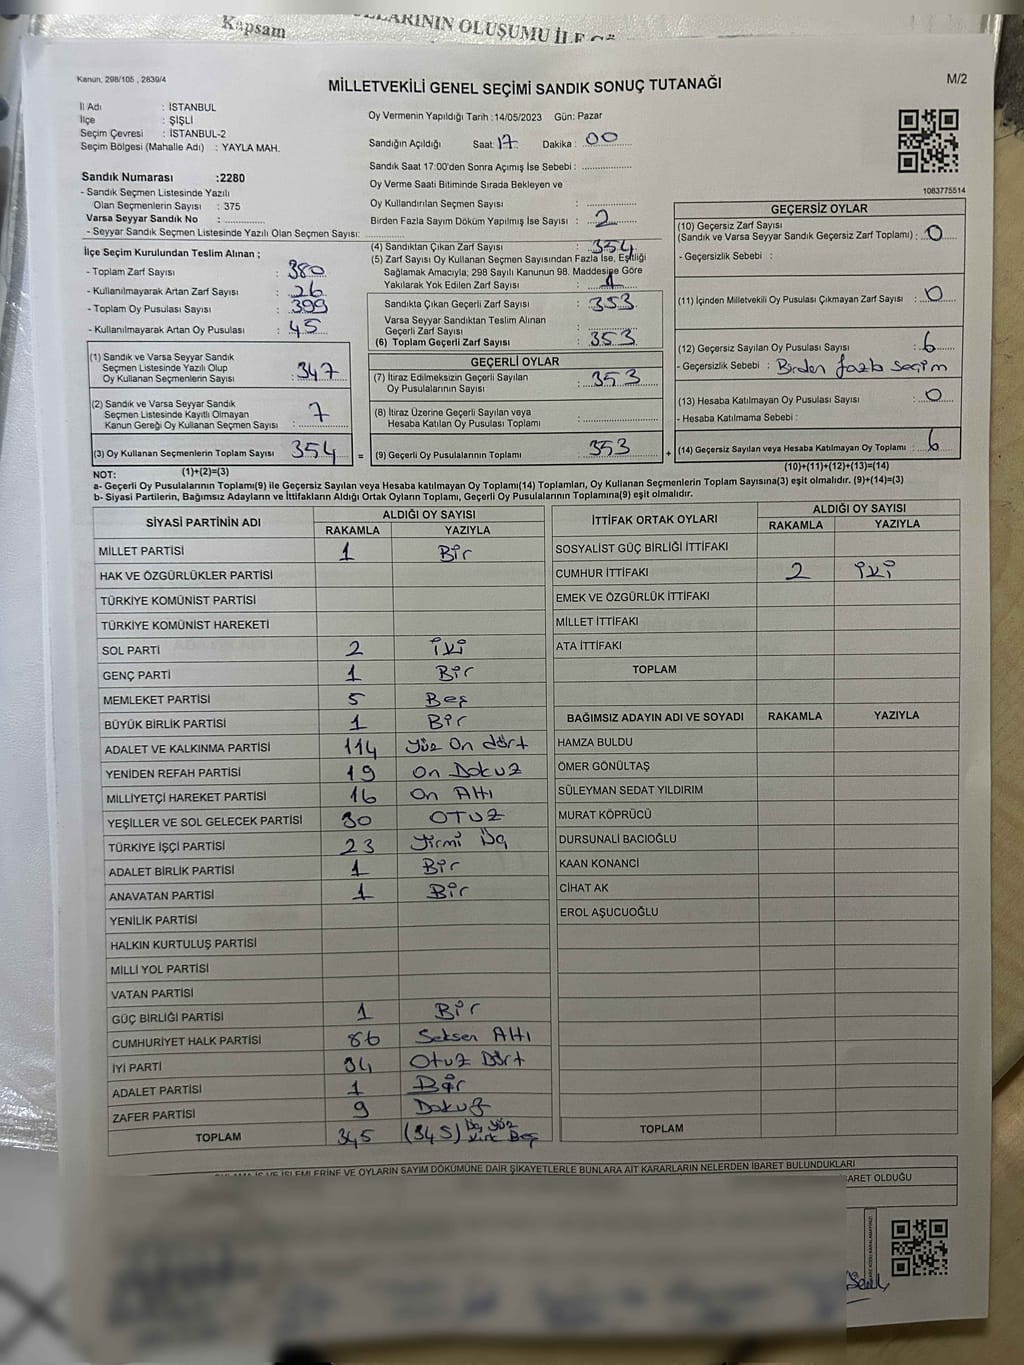 Kapsam
LLARININ OLUŞUMU İLE
Kanun, 298/105 , 2839/4
MİLLETVEKİLİ GENEL SEÇİMİ SANDIK SONUÇ TUTANAĞI
M/2
İl Adı : İSTANBUL
İlçe : ŞİŞLİ
Seçim Çevresi : İSTANBUL-2
Seçim Bölgesi (Mahalle Adı) : YAYLA MAH.
Sandık Numarası :2280
- Sandık Seçmen Listesinde Yazılı
Olan Seçmenlerin Sayısı : 375
Varsa Seyyar Sandık No : ..............
- Seyyar Sandık Seçmen Listesinde Yazılı Olan Seçmen Sayısı: ..............
Oy Vermenin Yapıldığı Tarih :14/05/2023 Gün: Pazar
Sandığın Açıldığı Saat: 17 Dakika : 00
Sandık Saat 17:00'den Sonra Açımış İse Sebebi : ..............
Oy Verme Saati Bitiminde Sırada Bekleyen ve
Oy Kullandırılan Seçmen Sayısı : ..............
Birden Fazla Sayım Döküm Yapılmış İse Sayısı : 2
1083775514
İlçe Seçim Kurulundan Teslim Alınan ;
- Toplam Zarf Sayısı : 380
- Kullanılmayarak Artan Zarf Sayısı : 26
- Toplam Oy Pusulası Sayısı : 399
- Kullanılmayarak Artan Oy Pusulası : 45
(1) Sandık ve Varsa Seyyar Sandık
Seçmen Listesinde Yazılı Olup
Oy Kullanan Seçmenlerin Sayısı : 347
(2) Sandık ve Varsa Seyyar Sandık
Seçmen Listesinde Kayıtlı Olmayan
Kanun Gereği Oy Kullanan Seçmen Sayısı : 7
(3) Oy Kullanan Seçmenlerin Toplam Sayısı 354
(1)+(2)=(3)
(4) Sandıktan Çıkan Zarf Sayısı : 354
(5) Zarf Sayısı Oy Kullanan Seçmen Sayısından Fazla İse, Eşitliği
Sağlamak Amacıyla; 298 Sayılı Kanunun 98. Maddesine Göre
Yakılarak Yok Edilen Zarf Sayısı : 1
Sandıkta Çıkan Geçerli Zarf Sayısı : 353
Varsa Seyyar Sandıktan Teslim Alınan
Geçerli Zarf Sayısı : ..............
(6) Toplam Geçerli Zarf Sayısı : 353
GEÇERLİ OYLAR
(7) İtiraz Edilmeksizin Geçerli Sayılan
Oy Pusulalarının Sayısı : 353
(8) İtiraz Üzerine Geçerli Sayılan veya
Hesaba Katılan Oy Pusulası Toplamı : ..............
= (9) Geçerli Oy Pusulalarının Toplamı 353 +
GEÇERSİZ OYLAR
(10) Geçersiz Zarf Sayısı
(Sandık ve Varsa Seyyar Sandık Geçersiz Zarf Toplamı) : 0
- Geçersizlik Sebebi :
(11) İçinden Milletvekili Oy Pusulası Çıkmayan Zarf Sayısı : 0
(12) Geçersiz Sayılan Oy Pusulası Sayısı : 6
- Geçersizlik Sebebi : Birden fazla seçim
(13) Hesaba Katılmayan Oy Pusulası Sayısı : 0
- Hesaba Katılmama Sebebi :
(14) Geçersiz Sayılan veya Hesaba Katılmayan Oy Toplamı : 6
(10)+(11)+(12)+(13)=(14)
NOT:
a- Geçerli Oy Pusulalarının Toplamı(9) ile Geçersiz Sayılan veya Hesaba katılmayan Oy Toplamı(14) Toplamları, Oy Kullanan Seçmenlerin Toplam Sayısına(3) eşit olmalıdır. (9)+(14)=(3)
b- Siyasi Partilerin, Bağımsız Adayların ve İttifakların Aldığı Ortak Oyların Toplamı, Geçerli Oy Pusulalarının Toplamına(9) eşit olmalıdır.
SİYASİ PARTİNİN ADI ALDIĞI OY SAYISI
RAKAMLA YAZIYLA
MİLLET PARTİSİ 1 Bir
HAK VE ÖZGÜRLÜKLER PARTİSİ
TÜRKİYE KOMÜNİST PARTİSİ
TÜRKİYE KOMÜNİST HAREKETİ
SOL PARTİ 2 iki
GENÇ PARTİ 1 Bir
MEMLEKET PARTİSİ 5 Beş
BÜYÜK BİRLİK PARTİSİ 1 Bir
ADALET VE KALKINMA PARTİSİ 114 Yüz On dört
YENİDEN REFAH PARTİSİ 19 On Dokuz
MİLLİYETÇİ HAREKET PARTİSİ 16 On Altı
YEŞİLLER VE SOL GELECEK PARTİSİ 30 OTUZ
TÜRKİYE İŞÇİ PARTİSİ 23 Yirmi Üç
ADALET BİRLİK PARTİSİ 1 Bir
ANAVATAN PARTİSİ 1 Bir
YENİLİK PARTİSİ
HALKIN KURTULUŞ PARTİSİ
MİLLİ YOL PARTİSİ
VATAN PARTİSİ
GÜÇ BİRLİĞİ PARTİSİ 1 Bir
CUMHURİYET HALK PARTİSİ 86 Seksen Altı
İYİ PARTİ 34 Otuz Dört
ADALET PARTİSİ 1 Bir
ZAFER PARTİSİ 9 Dokuz
TOPLAM 345 (345) Üç Yüz
Kırk Beş
İTTİFAK ORTAK OYLARI ALDIĞI OY SAYISI
RAKAMLA YAZIYLA
SOSYALİST GÜÇ BİRLİĞİ İTTİFAKI
CUMHUR İTTİFAKI 2 iki
EMEK VE ÖZGÜRLÜK İTTİFAKI
MİLLET İTTİFAKI
ATA İTTİFAKI
TOPLAM
BAĞIMSIZ ADAYIN ADI VE SOYADI RAKAMLA YAZIYLA
HAMZA BULDU
ÖMER GÖNÜLTAŞ
SÜLEYMAN SEDAT YILDIRIM
MURAT KÖPRÜCÜ
DURSUNALİ BACIOĞLU
KAAN KONANCİ
CİHAT AK
EROL AŞUCUOĞLU
TOPLAM
İŞLEMLERİNE VE OYLARIN SAYIM DÖKÜMÜNE DAİR ŞİKAYETLERLE BUNLARA AİT KARARLARIN NELERDEN İBARET BULUNDUKLARI
BARET OLDUĞU